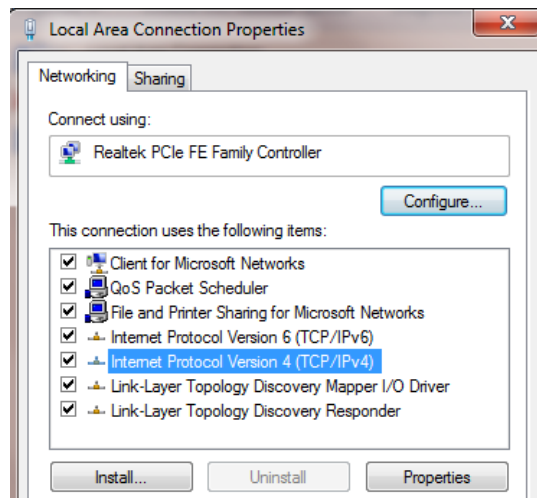 Local Area Connection Properties
Networking
Sharing
Connect using:
Realtek PCIe FE Family Controller
Configure...
This connection uses the following items:
Client for Microsoft Networks
QoS Packet Scheduler
File and Printer Sharing for Microsoft Networks
Internet Protocol Version 6 (TCP/IPv6)
Internet Protocol Version 4 (TCP/IPv4)
Link-Layer Topology Discovery Mapper I/O Driver
Link-Layer Topology Discovery Responder
Install...
Uninstall
Properties